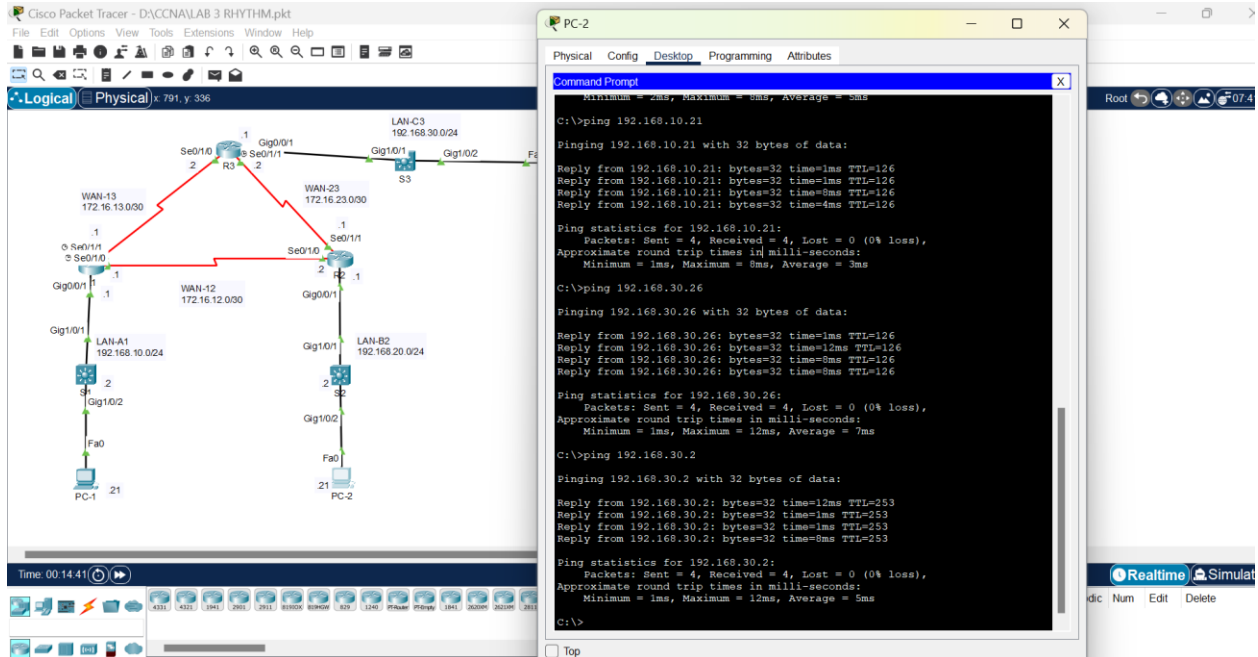 Cisco Packet Tracer - D:\CCNA\LAB 3 RHYTHM.pkt
File Edit Options View Tools Extensions Window Help
Logical Physical x: 791, y: 336
Root
LAN-C3
192.168.30.0/24
.1
Gig0/0/1
Se0/1/0
Se0/1/1
.2
R3
.2
Gig1/0/1
Gig1/0/2
S3
WAN-13
172.16.13.0/30
WAN-23
172.16.23.0/30
.1
Se0/1/1
Se0/1/0
.2
R2
.1
.1
Se0/1/1
Se0/1/0
.1
Gig0/0/1
.1
WAN-12
172.16.12.0/30
Gig0/0/1
Gig1/0/1
LAN-A1
192.168.10.0/24
.2
S1
Gig1/0/2
Fa0
PC-1
.21
Gig1/0/1
LAN-B2
192.168.20.0/24
.2
S2
Gig1/0/2
Fa0
.21
PC-2
Time: 00:14:41
Realtime
4331 4321 1941 2901 2911 819HGW 829 1240 PT-Router PT-Empty 1841 2620XM 2621XM
Num Edit Delete
PC-2
Physical Config Desktop Programming Attributes
Command Prompt
X
Minimum = 2ms, Maximum = 8ms, Average = 5ms
C:\>ping 192.168.10.21
Pinging 192.168.10.21 with 32 bytes of data:
Reply from 192.168.10.21: bytes=32 time=1ms TTL=126
Reply from 192.168.10.21: bytes=32 time=1ms TTL=126
Reply from 192.168.10.21: bytes=32 time=8ms TTL=126
Reply from 192.168.10.21: bytes=32 time=4ms TTL=126
Ping statistics for 192.168.10.21:
Packets: Sent = 4, Received = 4, Lost = 0 (0% loss),
Approximate round trip times in milli-seconds:
Minimum = 1ms, Maximum = 8ms, Average = 3ms
C:\>ping 192.168.30.26
Pinging 192.168.30.26 with 32 bytes of data:
Reply from 192.168.30.26: bytes=32 time=1ms TTL=126
Reply from 192.168.30.26: bytes=32 time=12ms TTL=126
Reply from 192.168.30.26: bytes=32 time=8ms TTL=126
Reply from 192.168.30.26: bytes=32 time=8ms TTL=126
Ping statistics for 192.168.30.26:
Packets: Sent = 4, Received = 4, Lost = 0 (0% loss),
Approximate round trip times in milli-seconds:
Minimum = 1ms, Maximum = 12ms, Average = 7ms
C:\>ping 192.168.30.2
Pinging 192.168.30.2 with 32 bytes of data:
Reply from 192.168.30.2: bytes=32 time=12ms TTL=253
Reply from 192.168.30.2: bytes=32 time=1ms TTL=253
Reply from 192.168.30.2: bytes=32 time=1ms TTL=253
Reply from 192.168.30.2: bytes=32 time=8ms TTL=253
Ping statistics for 192.168.30.2:
Packets: Sent = 4, Received = 4, Lost = 0 (0% loss),
Approximate round trip times in milli-seconds:
Minimum = 1ms, Maximum = 12ms, Average = 5ms
C:\>
Top